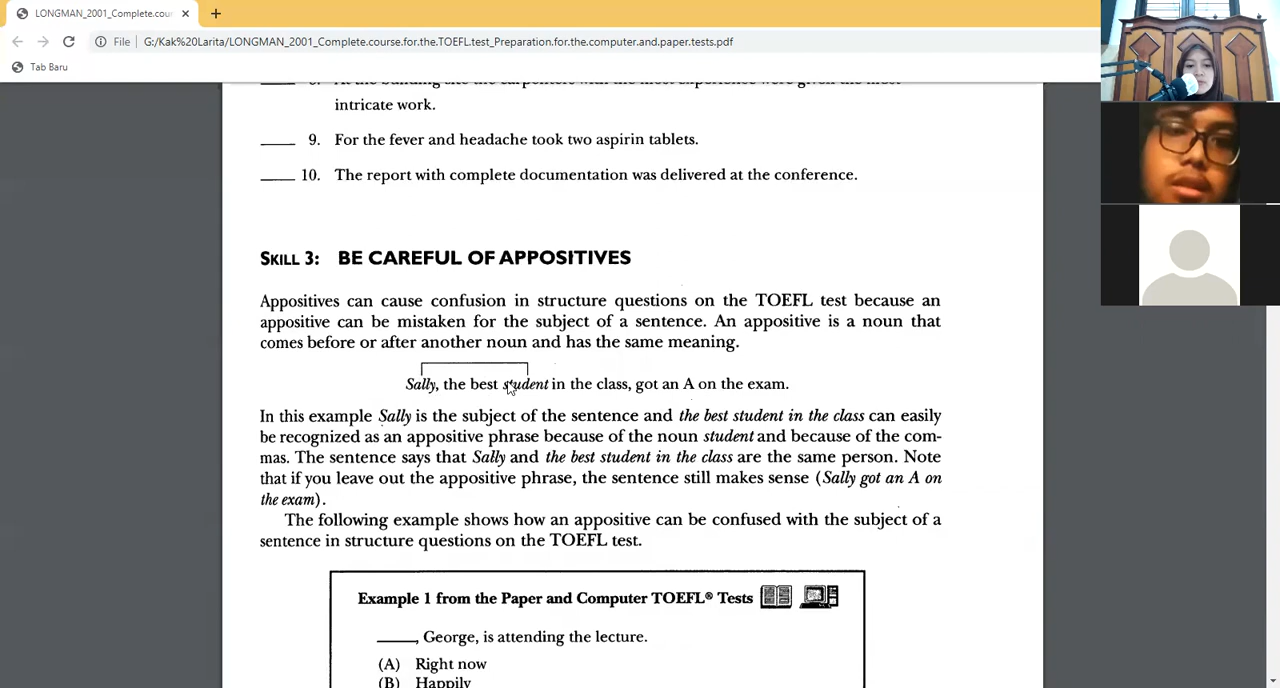 LONGMAN_2001_Complete.cou
File
G:/Kak%20Larita/LONGMAN_2001_Complete.course.for.the.TOEFL.test_Preparation.for.the.computer.and.paper.tests.pdf
Tab Baru
intricate work.
9. For the fever and headache took two aspirin tablets.
10. The report with complete documentation was delivered at the conference.
SKILL 3: BE CAREFUL OF APPOSITIVES
Appositives can cause confusion in structure questions on the TOEFL test because an
appositive can be mistaken for the subject of a sentence. An appositive is a noun that
comes before or after another noun and has the same meaning.
Sally, the best student in the class, got an A on the exam.
In this example Sally is the subject of the sentence and the best student in the class can easily
be recognized as an appositive phrase because of the noun student and because of the com-
mas. The sentence says that Sally and the best student in the class are the same person. Note
that if you leave out the appositive phrase, the sentence still makes sense (Sally got an A on
the exam).
The following example shows how an appositive can be confused with the subject of a
sentence in structure questions on the TOEFL test.
Example 1 from the Paper and Computer TOEFL® Tests
_____, George, is attending the lecture.
(A) Right now
(B) Happily